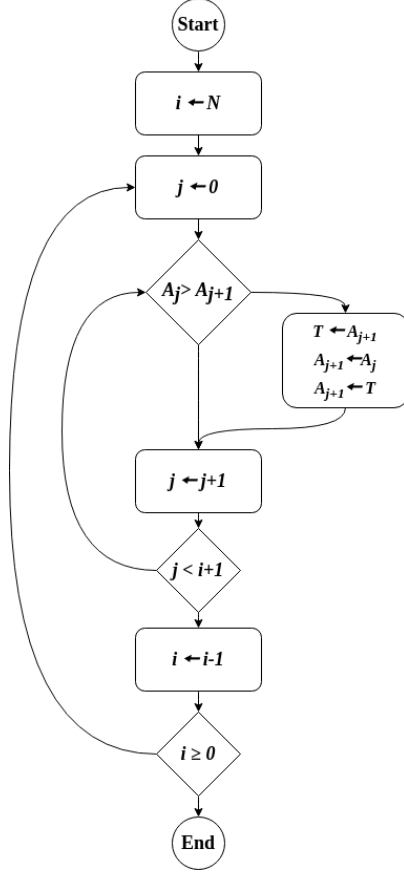 Start
i ←N
j ←0
Aj> Aj+1
T ←Aj+1
Aj+1←Aj
Aj+1←T
j ←j+1
j < i+1
i ←i-1
i ≥ 0
End